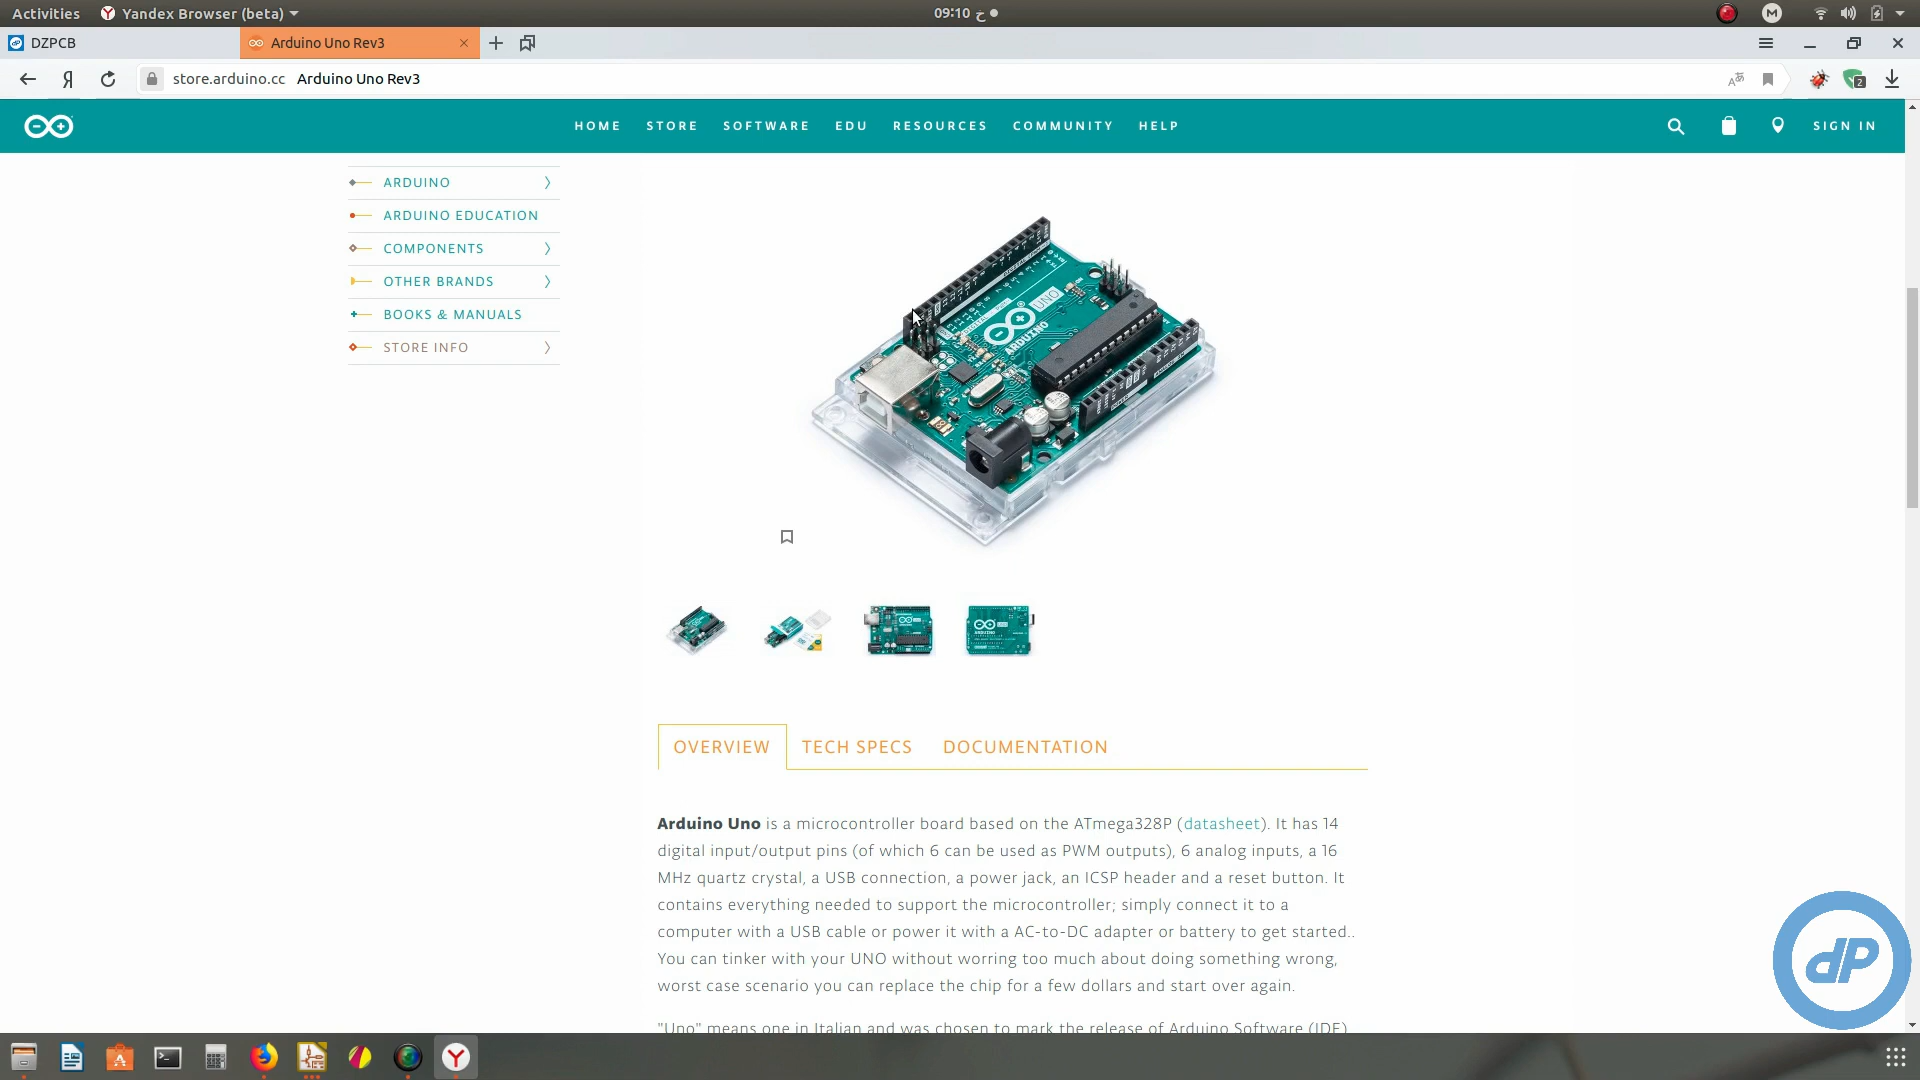 Activities
Yandex Browser (beta)
09:10 ح
M
DZPCB
Arduino Uno Rev3
Я
store.arduino.cc Arduino Uno Rev3
2
HOME STORE SOFTWARE EDU RESOURCES COMMUNITY HELP
SIGN IN
ARDUINO
ARDUINO EDUCATION
COMPONENTS
OTHER BRANDS
BOOKS & MANUALS
STORE INFO
UNO
ARDUINO
OVERVIEW
TECH SPECS
DOCUMENTATION
Arduino Uno is a microcontroller board based on the ATmega328P (datasheet). It has 14
digital input/output pins (of which 6 can be used as PWM outputs), 6 analog inputs, a 16
MHz quartz crystal, a USB connection, a power jack, an ICSP header and a reset button. It
contains everything needed to support the microcontroller; simply connect it to a
computer with a USB cable or power it with a AC-to-DC adapter or battery to get started..
You can tinker with your UNO without worring too much about doing something wrong,
worst case scenario you can replace the chip for a few dollars and start over again.
"Uno" means one in Italian and was chosen to mark the release of Arduino Software (IDE)
dP